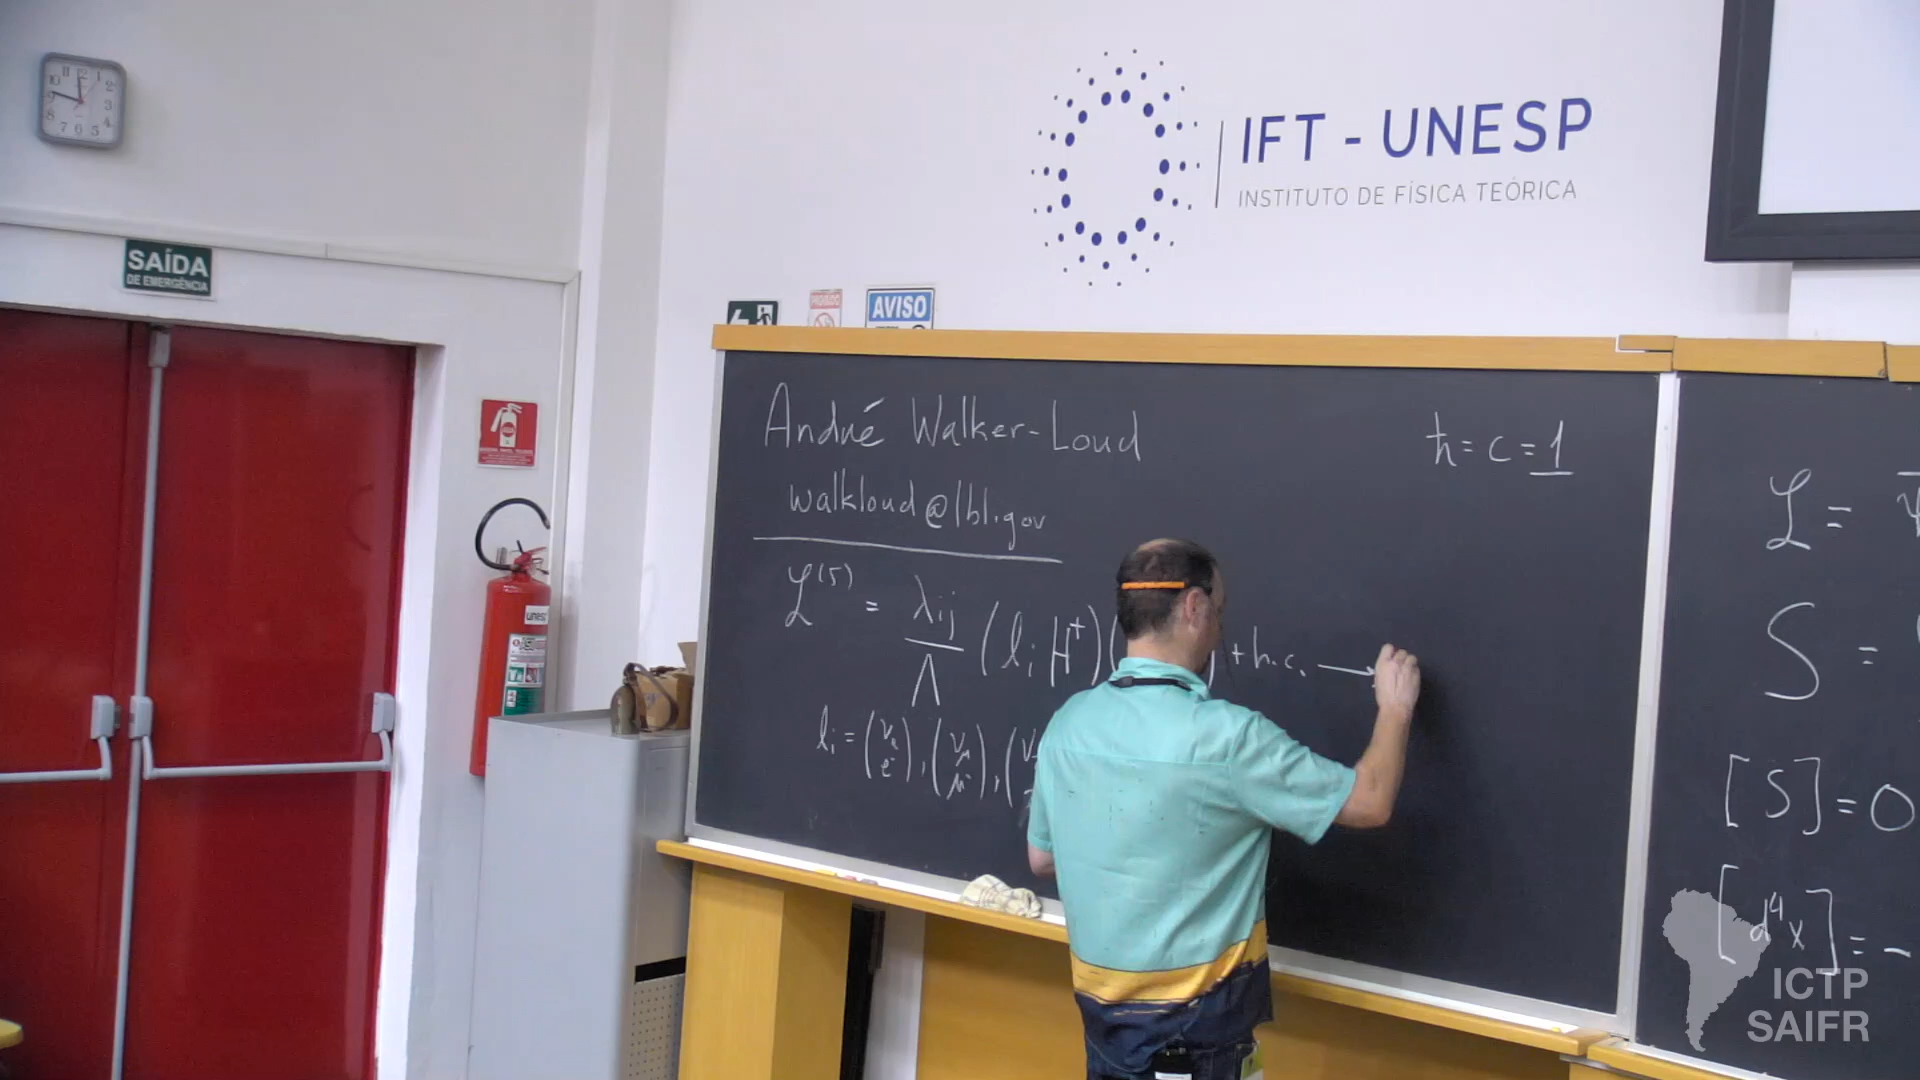 SAÍDA
DE EMERGÊNCIA
IFT - UNESP
INSTITUTO DE FÍSICA TEÓRICA
AVISO
André Walker-Loud
walkloud@lbl.gov
ħ = c = 1
ℒ⁽⁵⁾ = λij / Λ (li H†)( ) + h.c. →
li = (νe e⁻), (νμ μ⁻), (ν
unesp
ℒ =
S =
[S] = 0
[d⁴x] = -
ICTP
SAIFR